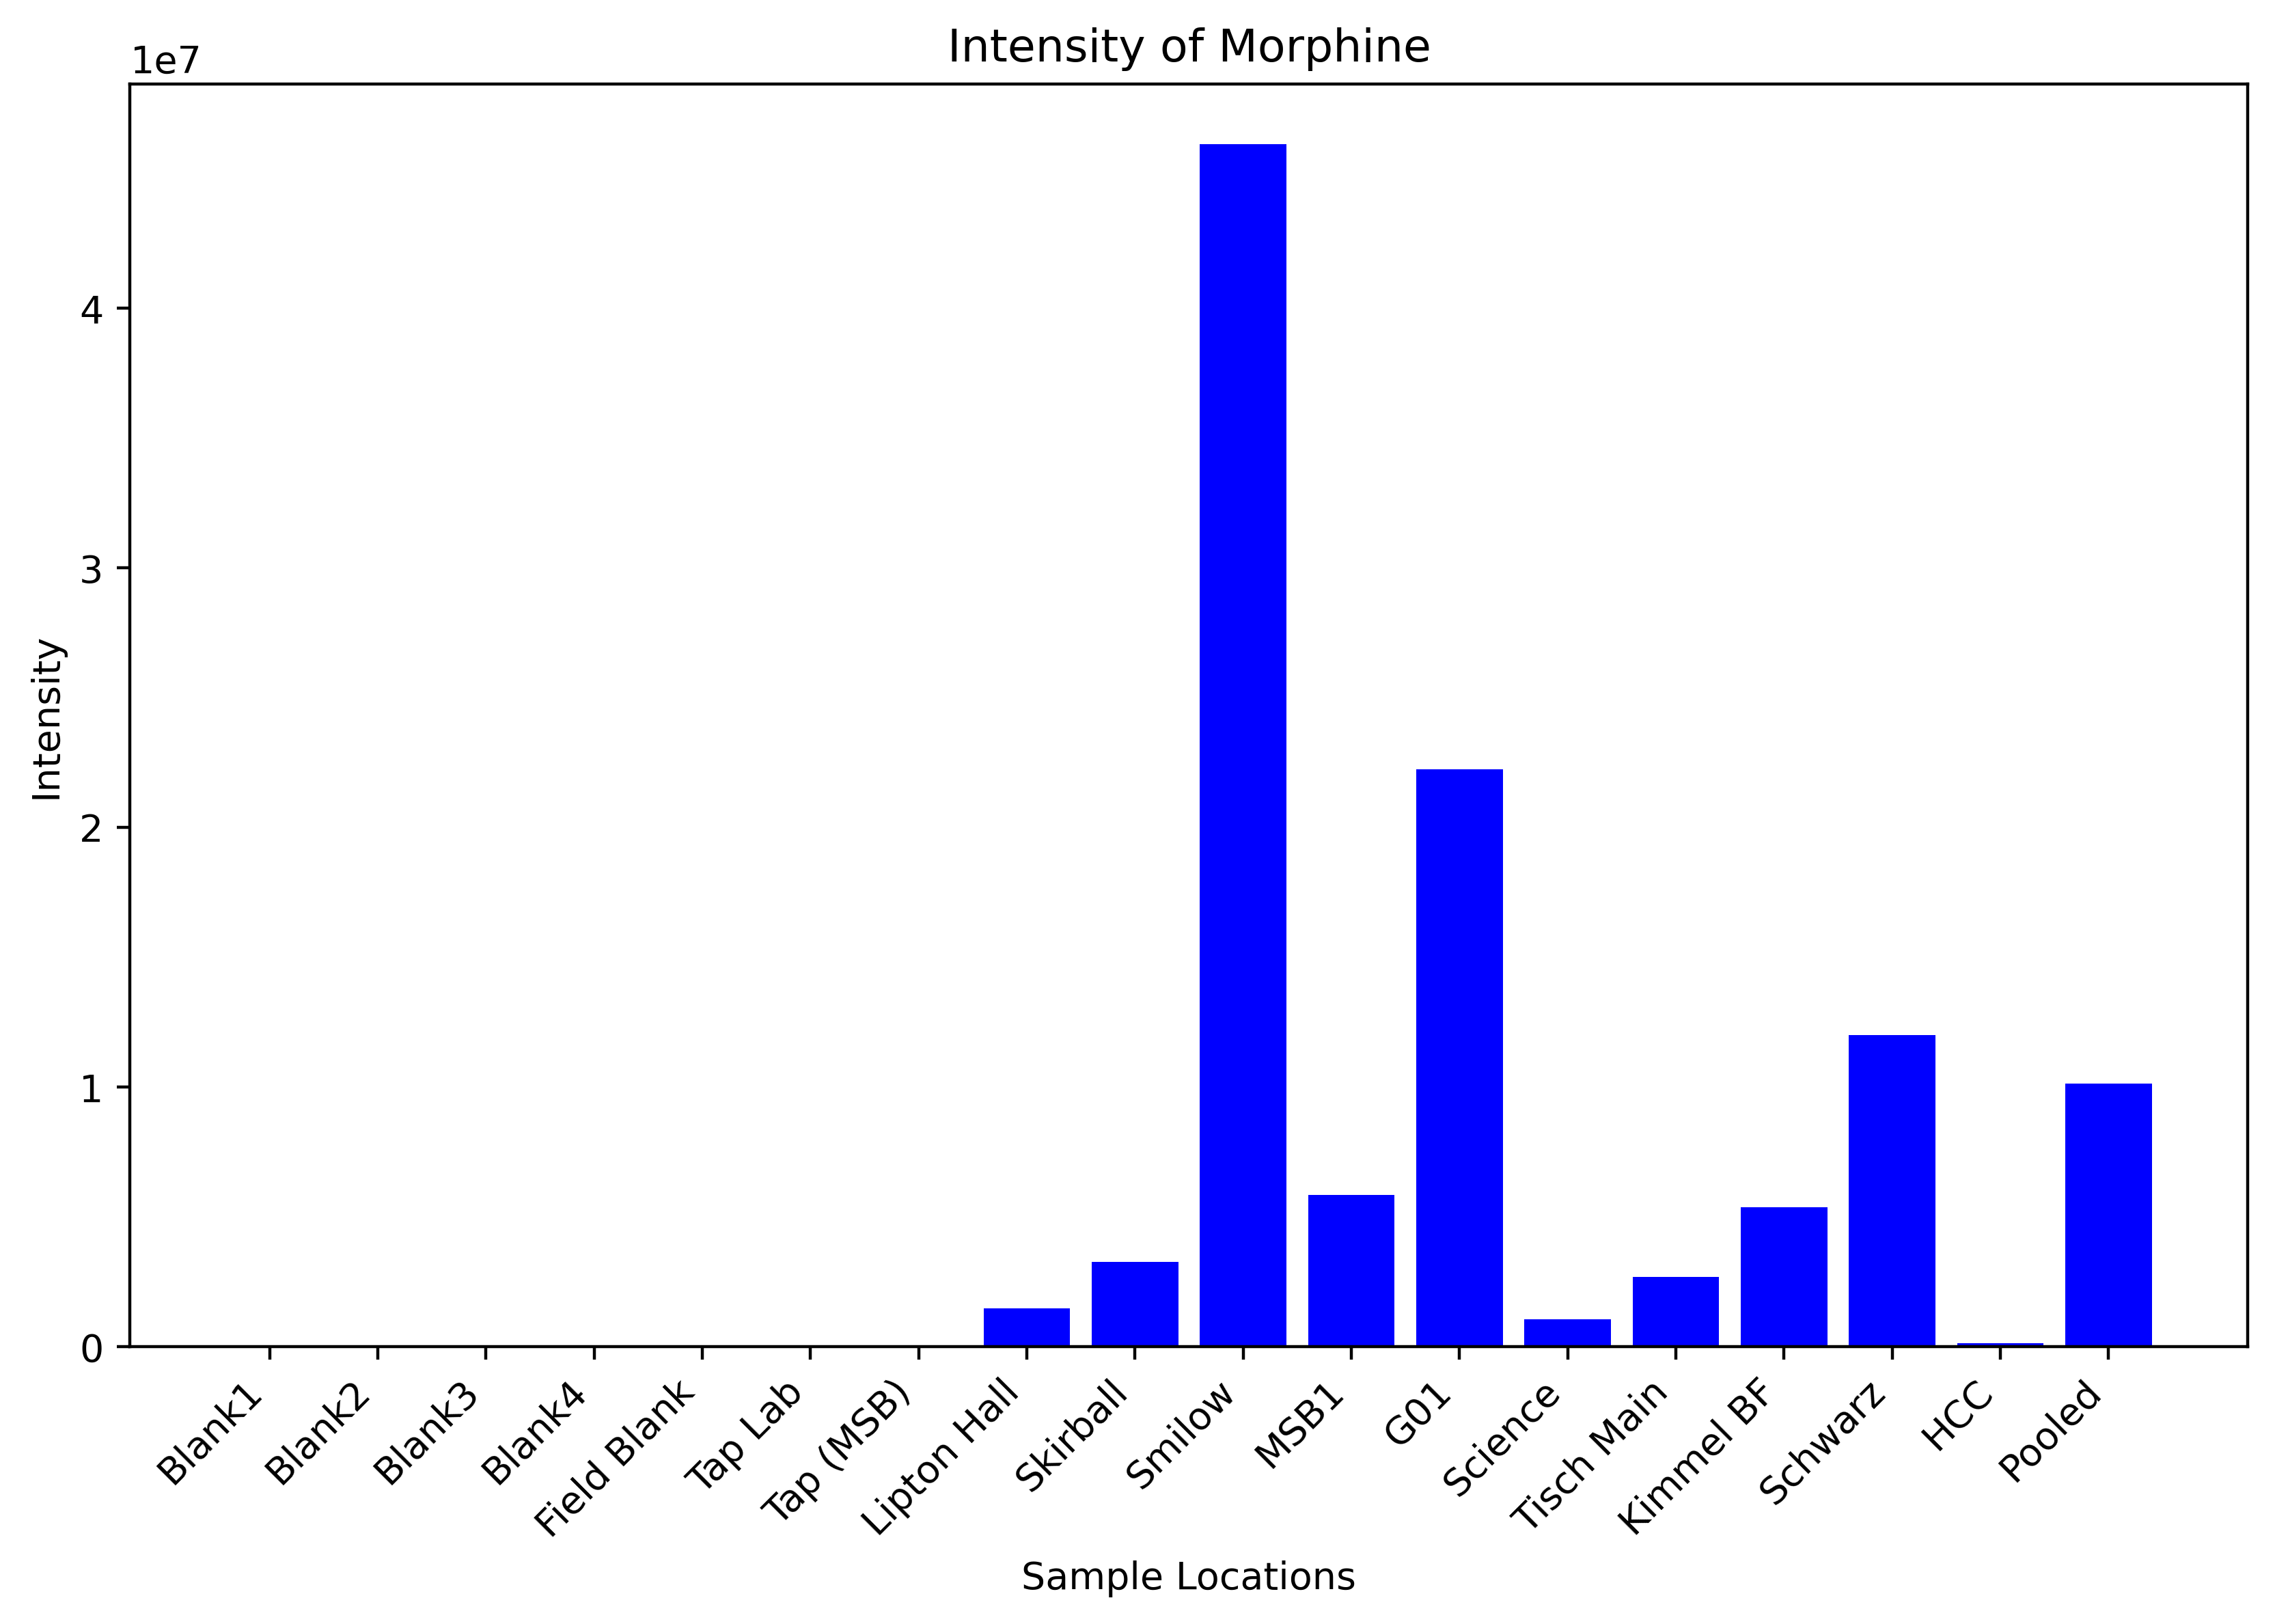 Intensity of Morphine
1e7
4
3
2
1
0
Intensity
Blank1
Blank2
Blank3
Blank4
Field Blank
Tap Lab
Tap (MSB)
Lipton Hall
Skirball
Smilow
MSB1
G01
Science
Tisch Main
Kimmel BF
Schwarz
HCC
Pooled
Sample Locations